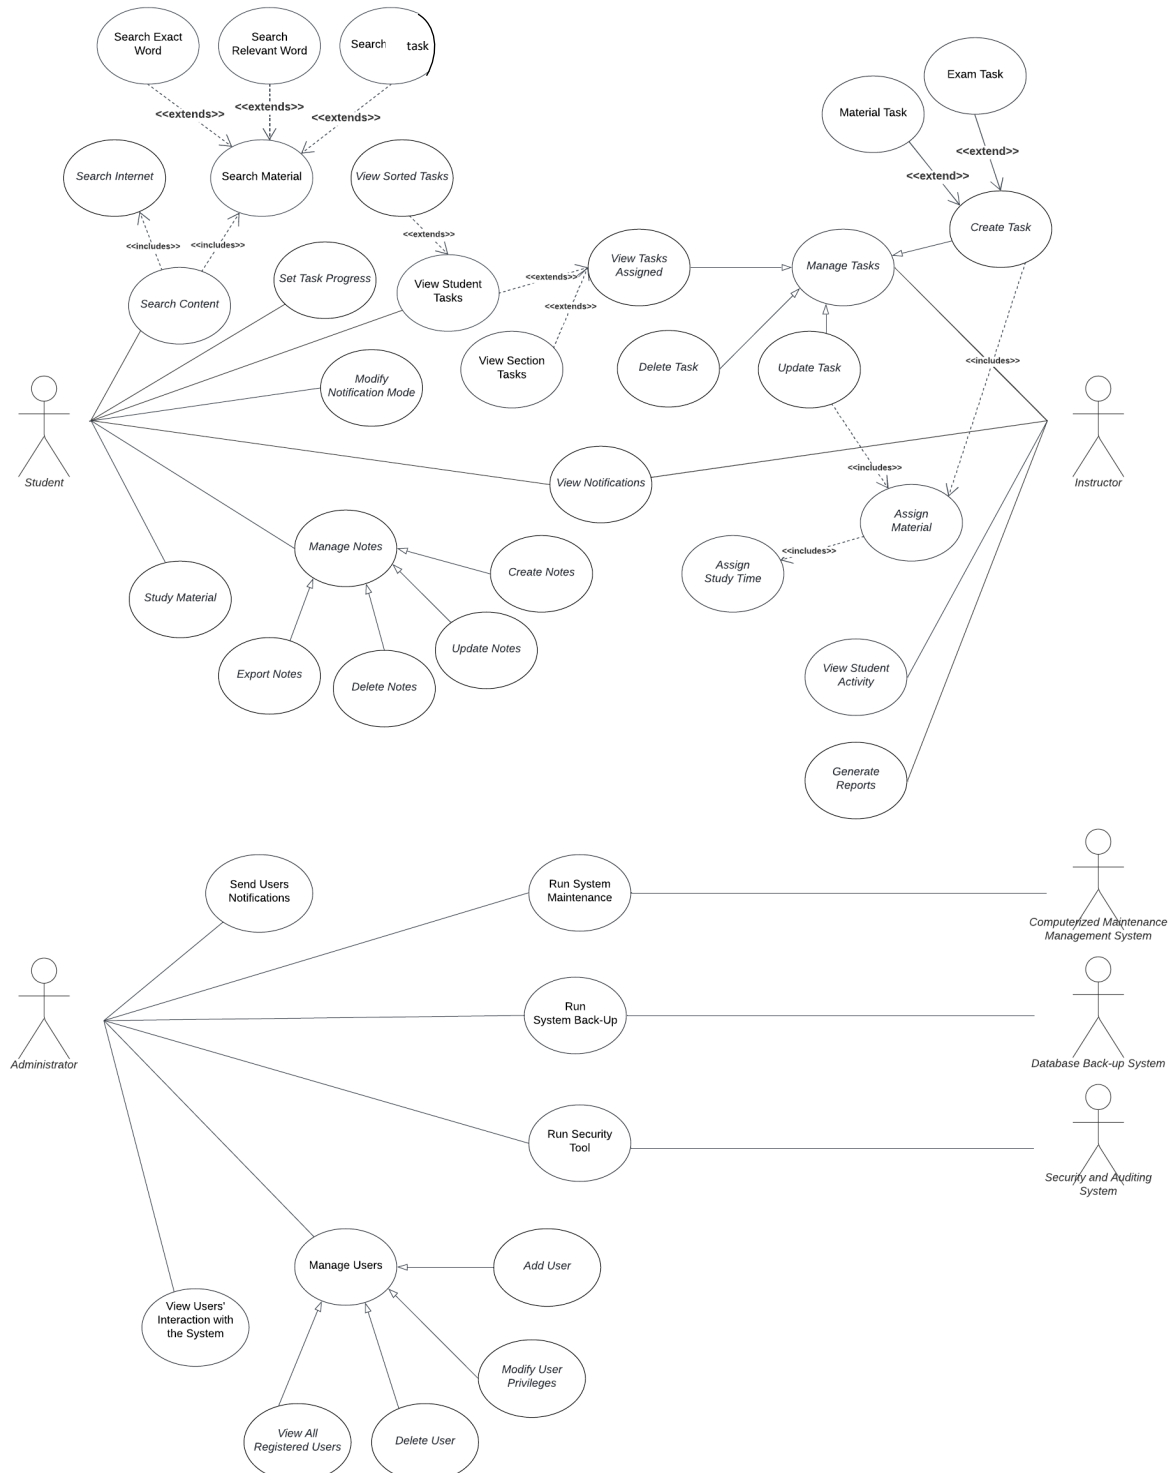 Search Exact
Word
Search
Relevant Word
Search task
Exam Task
Material Task
<<extends>>
<<extends>>
<<extends>>
<<extend>>
<<extend>>
Search Internet
Search Material
View Sorted Tasks
Create Task
<<includes>>
<<includes>>
<<extends>>
Search Content
Set Task Progress
View Student
Tasks
<<extends>>
View Tasks
Assigned
Manage Tasks
<<extends>>
View Section
Tasks
Delete Task
Update Task
<<includes>>
Modify
Notification Mode
Student
Instructor
View Notifications
<<includes>>
Assign
Material
<<includes>>
Assign
Study Time
Manage Notes
Create Notes
Study Material
Update Notes
Export Notes
Delete Notes
View Student
Activity
Generate
Reports
Send Users
Notifications
Run System
Maintenance
Computerized Maintenance
Management System
Administrator
Run
System Back-Up
Database Back-up System
Run Security
Tool
Security and Auditing
System
Manage Users
Add User
View Users'
Interaction with
the System
Modify User
Privileges
View All
Registered Users
Delete User